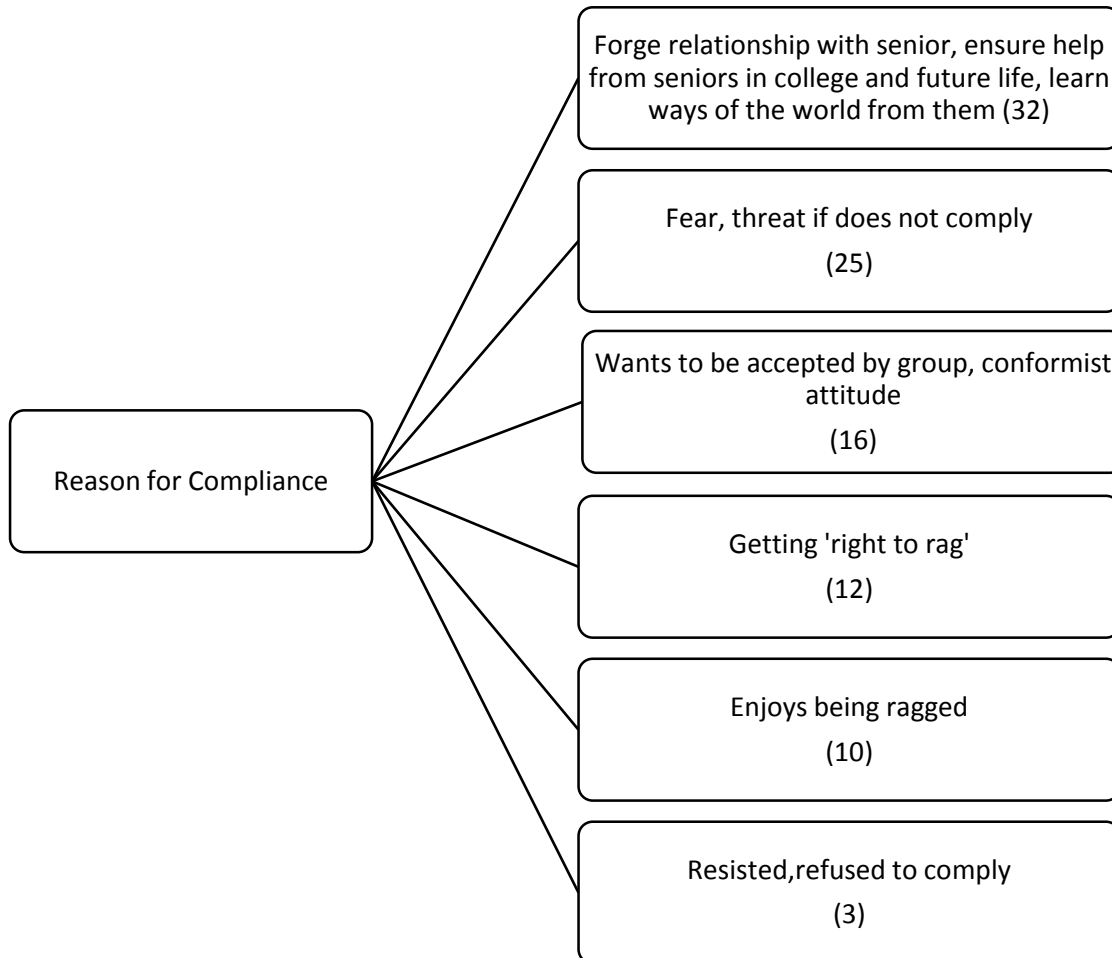 Forge relationship with senior, ensure help
from seniors in college and future life, learn
ways of the world from them (32)
Fear, threat if does not comply
(25)
Wants to be accepted by group, conformist
attitude
(16)
Reason for Compliance
Getting 'right to rag'
(12)
Enjoys being ragged
(10)
Resisted,refused to comply
(3)